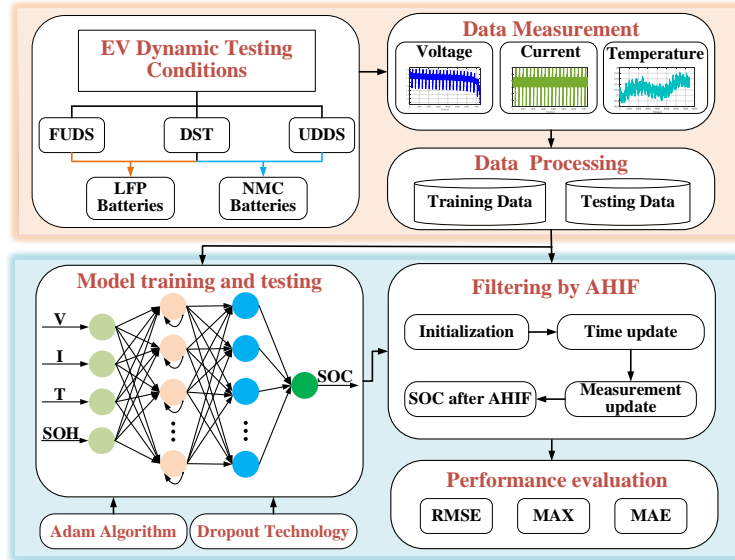 EV Dynamic Testing
Conditions
FUDS
DST
UDDS
LFP
Batteries
NMC
Batteries
Data Measurement
Voltage
Current
Temperature
Data Processing
Training Data
Testing Data
Model training and testing
V
I
T
SOH
SOC
Adam Algorithm
Dropout Technology
Filtering by AHIF
Initialization
Time update
SOC after AHIF
Measurement
update
Performance evaluation
RMSE
MAX
MAE